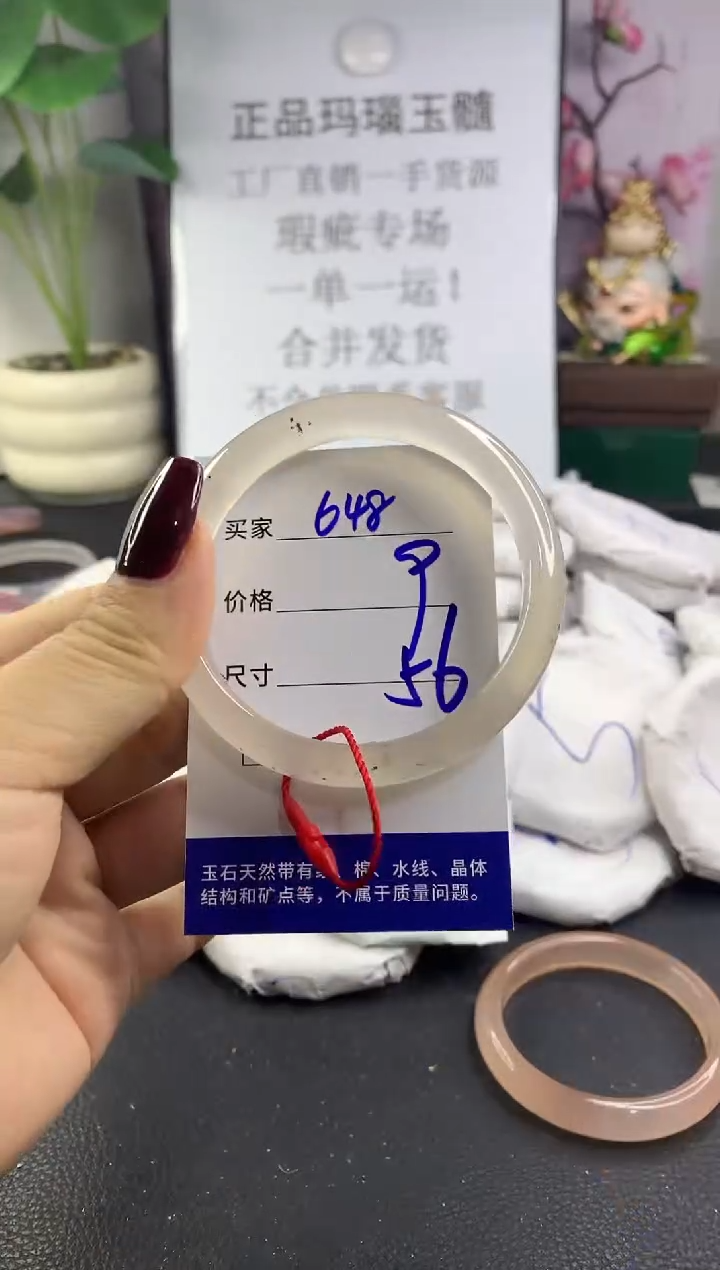 正品玛瑙玉髓
工厂直销一手货源
瑕疵专场
一单一运!
合并发货
买家 648
价格
尺寸 56
玉石天然带有、棉、水线、晶体
结构和矿点等,不属于质量问题。